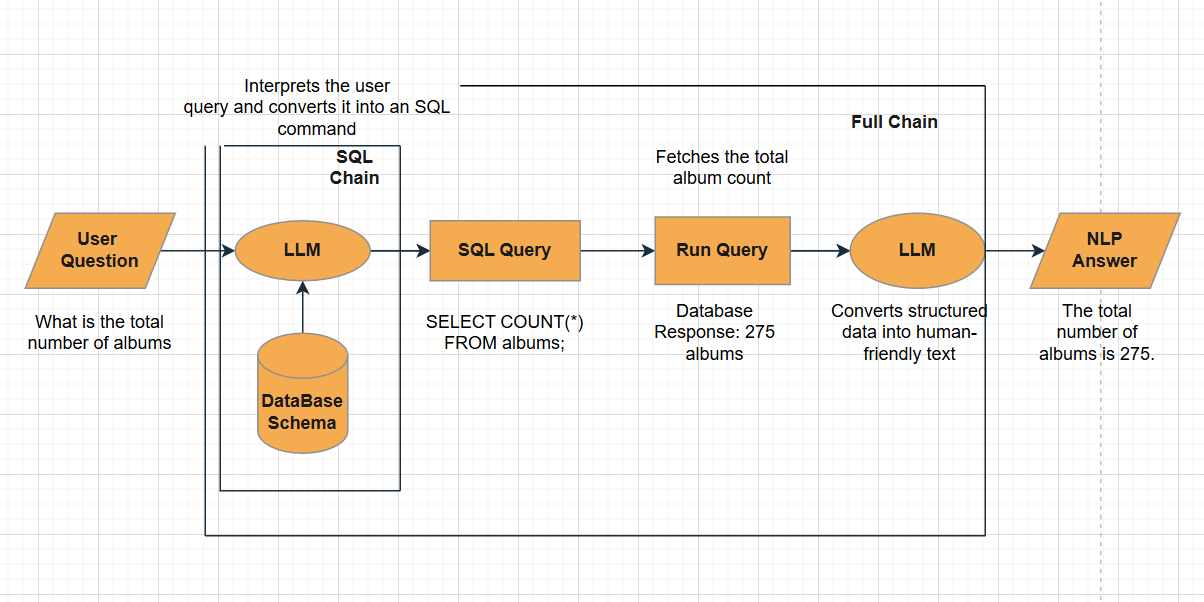 Interprets the user
query and converts it into an SQL
command
Full Chain
SQL
Chain
Fetches the total
album count
User
Question
LLM
SQL Query
Run Query
LLM
NLP
Answer
What is the total
number of albums
SELECT COUNT(*)
FROM albums;
Database
Response: 275
albums
Converts structured
data into human-
friendly text
The total
number of
albums is 275.
DataBase
Schema